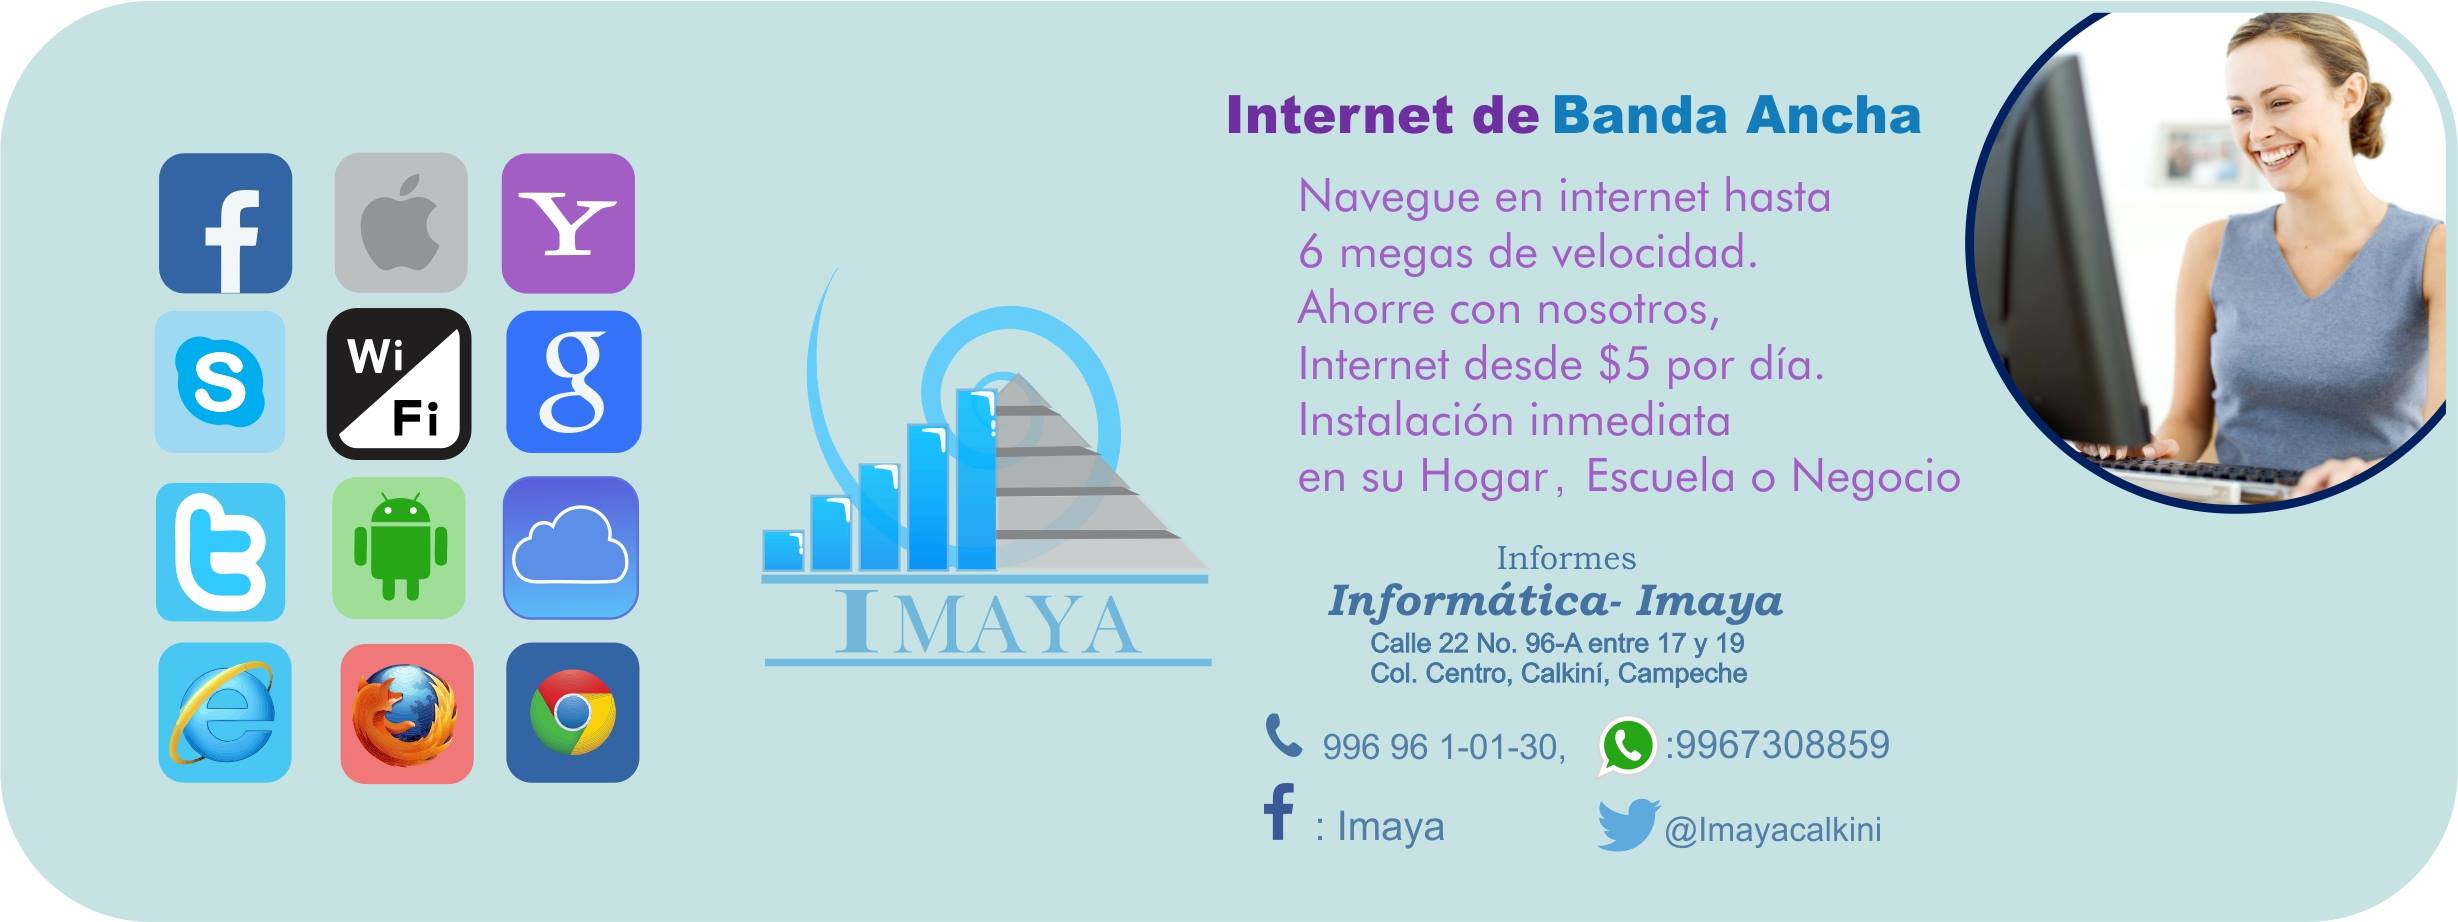 Internet de Banda Ancha
Navegue en internet hasta
6 megas de velocidad.
Ahorre con nosotros,
Internet desde $5 por día.
Instalación inmediata
en su Hogar, Escuela o Negocio
Wi
Fi
IMAYA
Informes
Informática- Imaya
Calle 22 No. 96-A entre 17 y 19
Col. Centro, Calkiní, Campeche
996 96 1-01-30, :9967308859
: Imaya @Imayacalkini